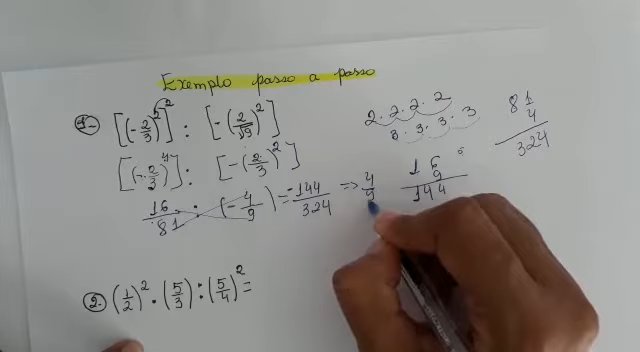 Exemplo passo a passo
1- [(-2/3)²]² : [-(2/√9)²]
[(-2/3)⁴] : [-(2/3)²]
16/81 : (-4/9) = -144/324 => 4/9
2. (1/2)² . (5/3) : (5/4)² =
2.2.2.2
3.3.3.3
16
9
144
81
4
324